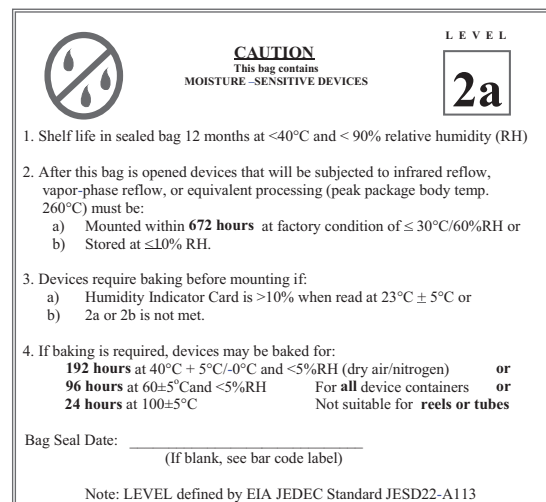 LEVEL
CAUTION
This bag contains
MOISTURE –SENSITIVE DEVICES
2a
1. Shelf life in sealed bag 12 months at <40°C and < 90% relative humidity (RH)
2. After this bag is opened devices that will be subjected to infrared reflow,
vapor-phase reflow, or equivalent processing (peak package body temp.
260°C) must be:
a) Mounted within 672 hours at factory condition of ≤ 30°C/60%RH or
b) Stored at ≤10% RH.
3. Devices require baking before mounting if:
a) Humidity Indicator Card is >10% when read at 23°C ± 5°C or
b) 2a or 2b is not met.
4. If baking is required, devices may be baked for:
192 hours at 40°C + 5°C/-0°C and <5%RH (dry air/nitrogen) or
96 hours at 60±5°Cand <5%RH For all device containers or
24 hours at 100±5°C Not suitable for reels or tubes
Bag Seal Date: ______________________________
(If blank, see bar code label)
Note: LEVEL defined by EIA JEDEC Standard JESD22-A113